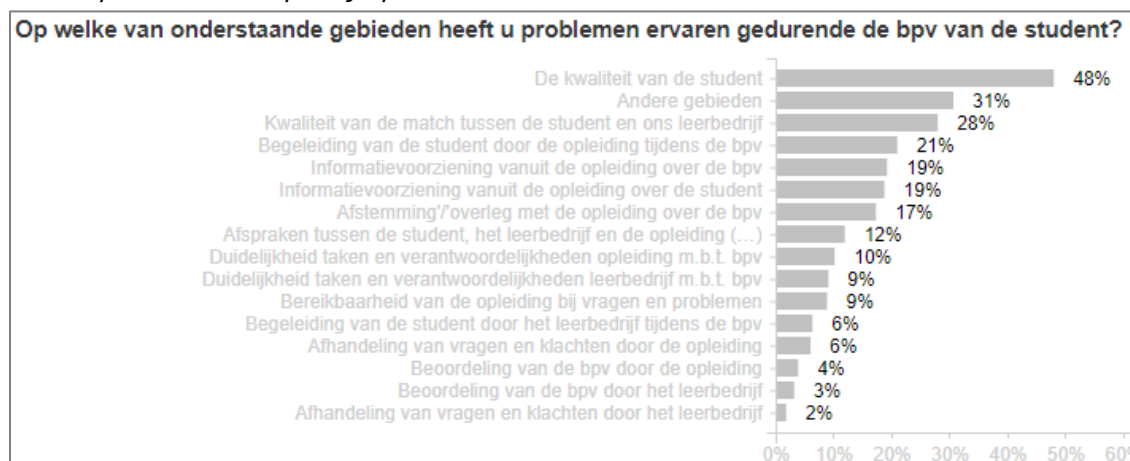 Op welke van onderstaande gebieden heeft u problemen ervaren gedurende de bpv van de student?
De kwaliteit van de student 48%
Andere gebieden 31%
Kwaliteit van de match tussen de student en ons leerbedrijf 28%
Begeleiding van de student door de opleiding tijdens de bpv 21%
Informatievoorziening vanuit de opleiding over de bpv 19%
Informatievoorziening vanuit de opleiding over de student 19%
Afstemming'/'overleg met de opleiding over de bpv 17%
Afspraken tussen de student, het leerbedrijf en de opleiding (...) 12%
Duidelijkheid taken en verantwoordelijkheden opleiding m.b.t. bpv 10%
Duidelijkheid taken en verantwoordelijkheden leerbedrijf m.b.t. bpv 9%
Bereikbaarheid van de opleiding bij vragen en problemen 9%
Begeleiding van de student door het leerbedrijf tijdens de bpv 6%
Afhandeling van vragen en klachten door de opleiding 6%
Beoordeling van de bpv door de opleiding 4%
Beoordeling van de bpv door het leerbedrijf 3%
Afhandeling van vragen en klachten door het leerbedrijf 2%
0% 10% 20% 30% 40% 50%